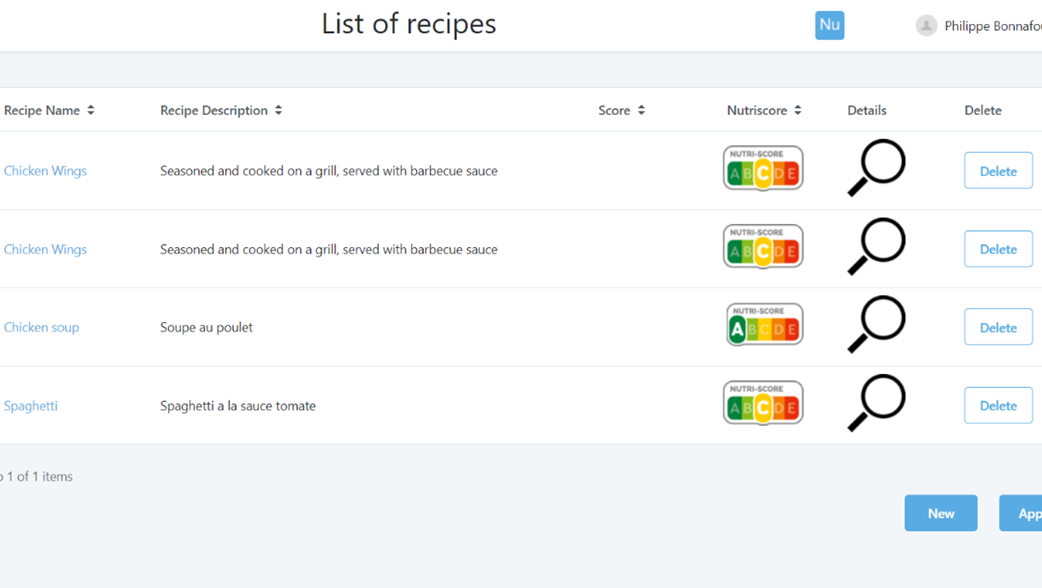 List of recipes
Nu
Philippe
Recipe Name Recipe Description Score Nutriscore Details Delete
Chicken Wings Seasoned and cooked on a grill, served with barbecue sauce NUTRI-SCORE Delete
A B C D E
Chicken Wings Seasoned and cooked on a grill, served with barbecue sauce NUTRI-SCORE Delete
A B C D E
Chicken soup Soupe au poulet NUTRI-SCORE Delete
A B C D E
Spaghetti Spaghetti a la sauce tomate NUTRI-SCORE Delete
A B C D E
1 of 1 items
New